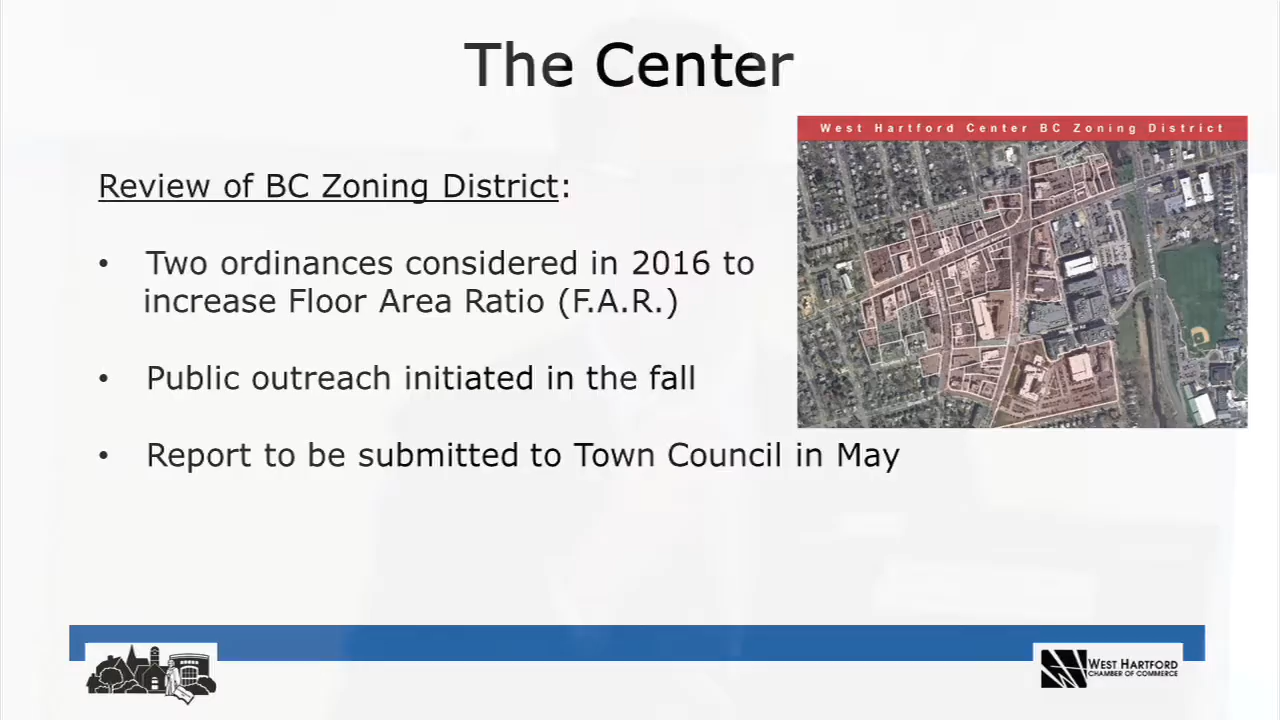 The Center
West Hartford Center BC Zoning District
Review of BC Zoning District:
• Two ordinances considered in 2016 to
increase Floor Area Ratio (F.A.R.)
• Public outreach initiated in the fall
• Report to be submitted to Town Council in May
WEST HARTFORD
CHAMBER OF COMMERCE